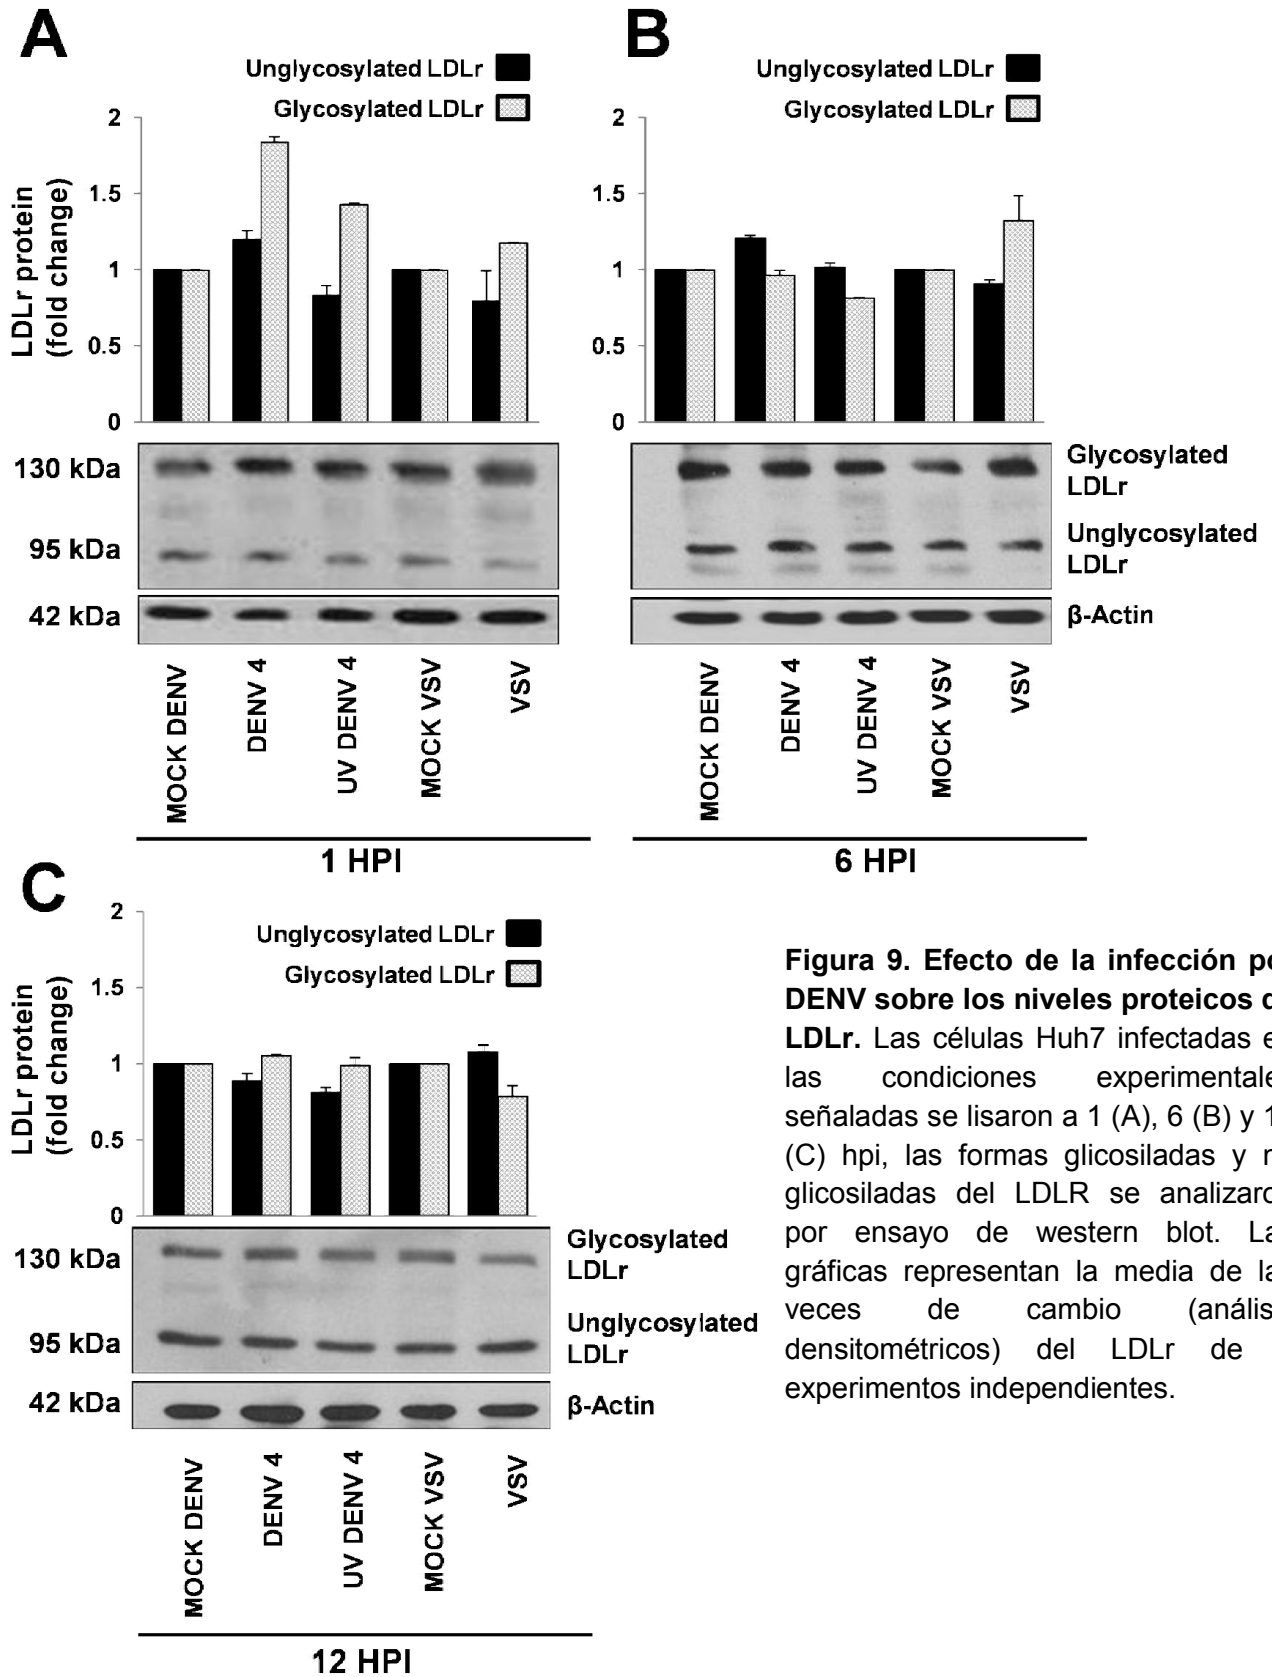 A
Unglycosylated LDLr
Glycosylated LDLr
2
1.5
1
0.5
0
LDLr protein
(fold change)
130 kDa
95 kDa
42 kDa
MOCK DENV
DENV 4
UV DENV 4
MOCK VSV
VSV
1 HPI
B
Unglycosylated LDLr
Glycosylated LDLr
2
1.5
1
0.5
0
Glycosylated
LDLr
Unglycosylated
LDLr
β-Actin
MOCK DENV
DENV 4
UV DENV 4
MOCK VSV
VSV
6 HPI
C
Unglycosylated LDLr
Glycosylated LDLr
2
1.5
1
0.5
0
LDLr protein
(fold change)
130 kDa
95 kDa
42 kDa
Glycosylated
LDLr
Unglycosylated
LDLr
β-Actin
MOCK DENV
DENV 4
UV DENV 4
MOCK VSV
VSV
12 HPI
Figura 9. Efecto de la infección
DENV sobre los niveles proteicos
LDLr. Las células Huh7 infectadas
las condiciones
señaladas se lisaron a 1 (A), 6 (B) y
(C) hpi, las formas glicosiladas y
glicosiladas del LDLR se
por ensayo de western blot.
gráficas representan la media de
veces de cambio
densitométricos) del LDLr de
experimentos independientes.